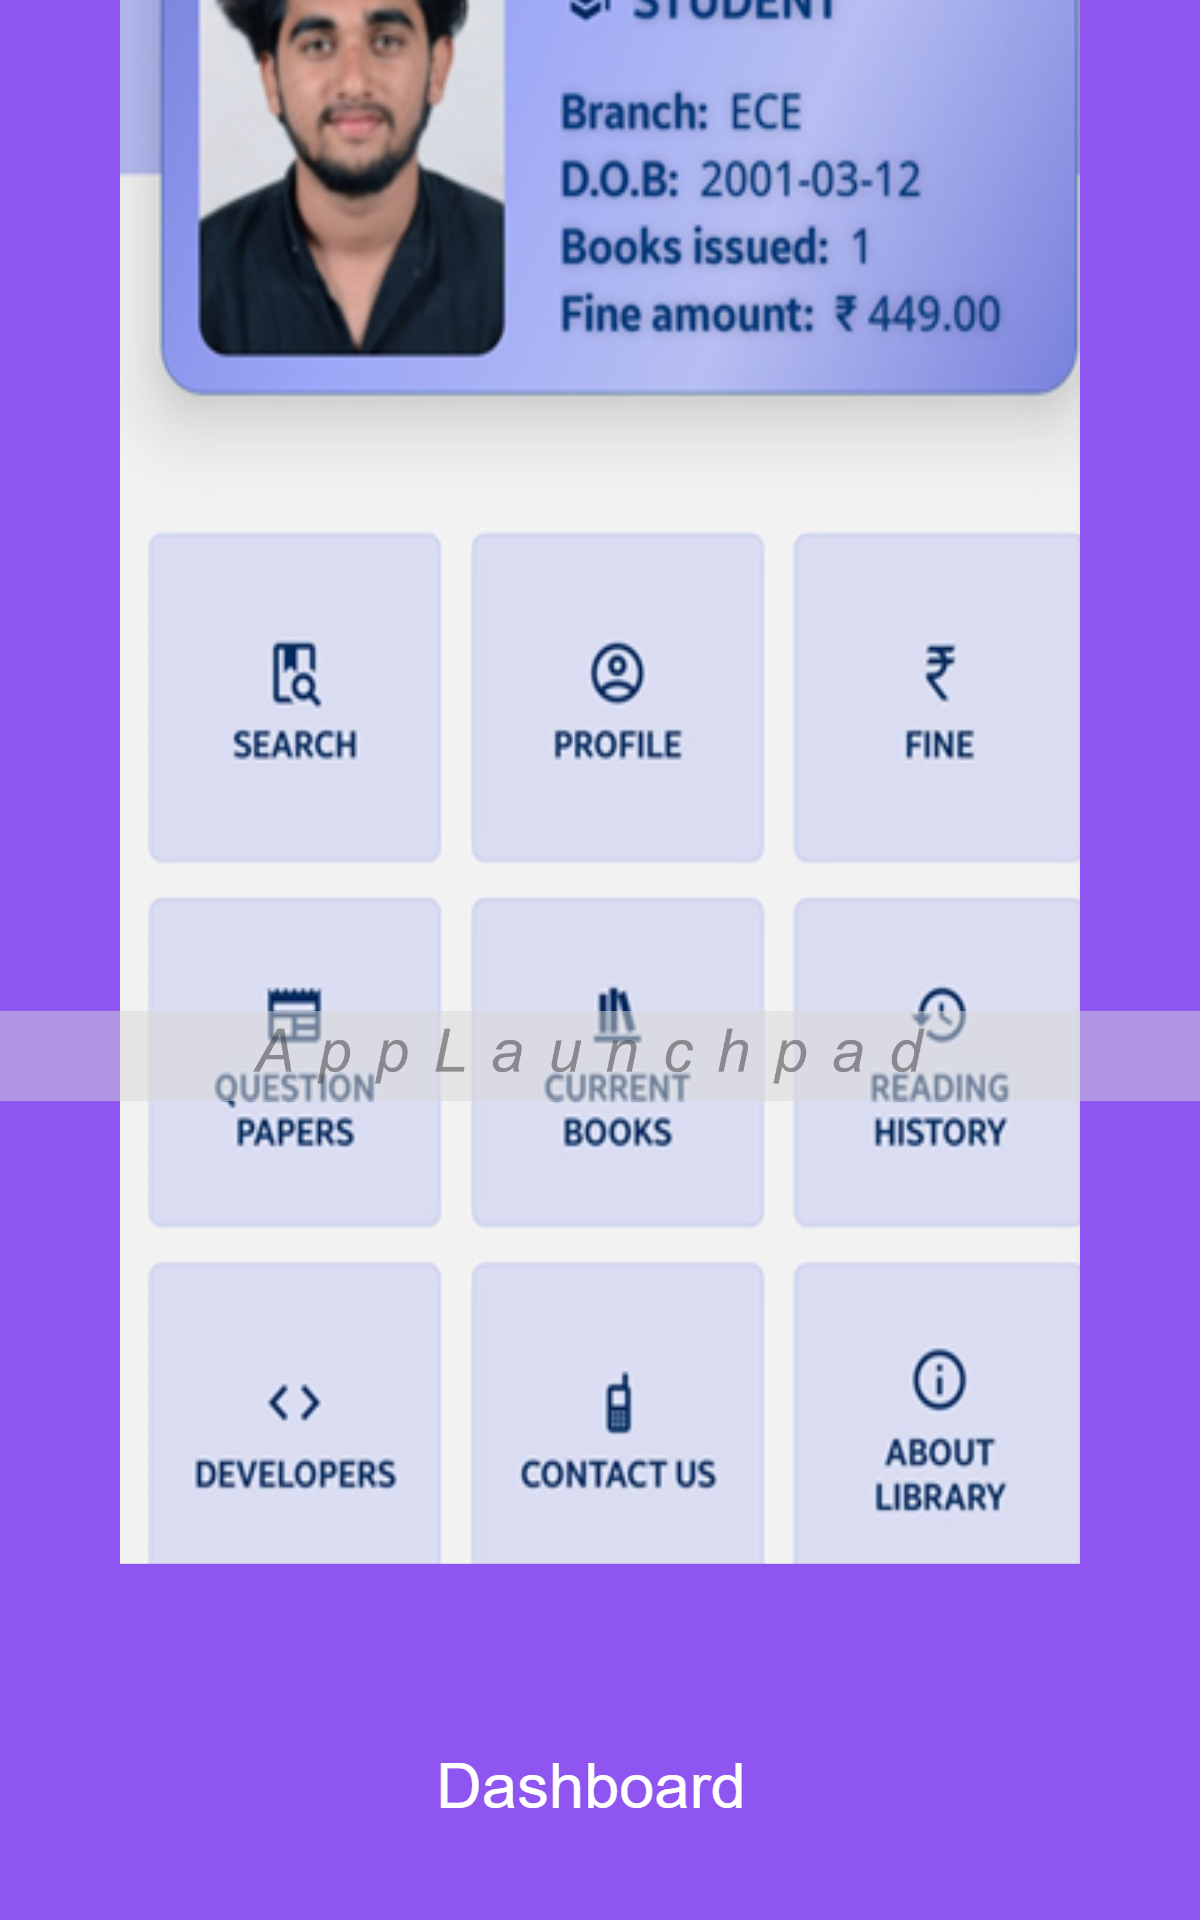 STUDENT
Branch: ECE
D.O.B: 2001-03-12
Books issued: 1
Fine amount: ₹ 449.00
SEARCH PROFILE FINE
AppLaunchpad
QUESTION CURRENT READING
PAPERS BOOKS HISTORY
ABOUT
DEVELOPERS CONTACT US
LIBRARY
Dashboard